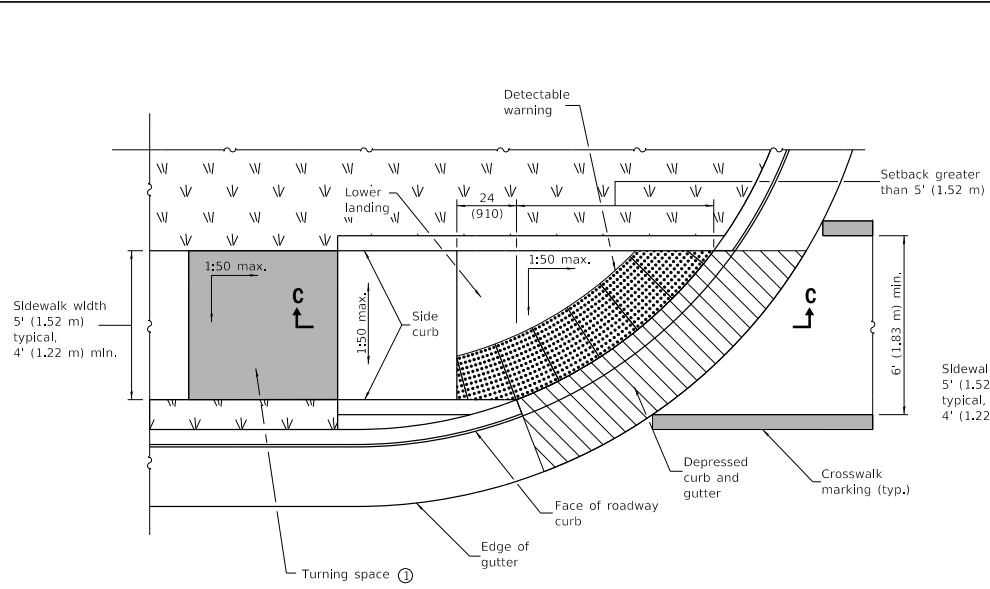 Detectable
warning
Setback greater
than 5' (1.52 m)
Lower
landing
24
(910)
1:50 max.
1:50 max.
1:50 max.
C
C
Side
curb
Sidewalk width
5' (1.52 m)
typical,
4' (1.22 m) min.
6' (1.83 m) min.
Sidewal
5' (1.52
typical,
4' (1.22
Depressed
curb and
gutter
Crosswalk
marking (typ.)
Face of roadway
curb
Edge of
gutter
Turning space ①